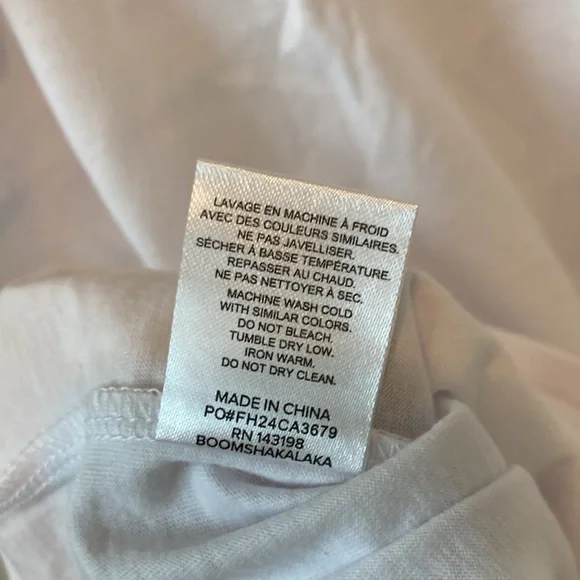 LAVAGE EN MACHINE À FROID
AVEC DES COULEURS SIMILAIRES.
NE PAS JAVELLISER.
SÉCHER À BASSE TEMPÉRATURE.
REPASSER AU CHAUD.
NE PAS NETTOYER À SEC.
MACHINE WASH COLD
WITH SIMILAR COLORS.
DO NOT BLEACH.
TUMBLE DRY LOW.
IRON WARM.
DO NOT DRY CLEAN.
MADE IN CHINA
PO#FH24CA3679
RN 143198
BOOMSHAKALAKA